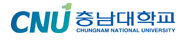 CNU 충남대학교
CHUNGNAM NATIONAL UNIVERSITY